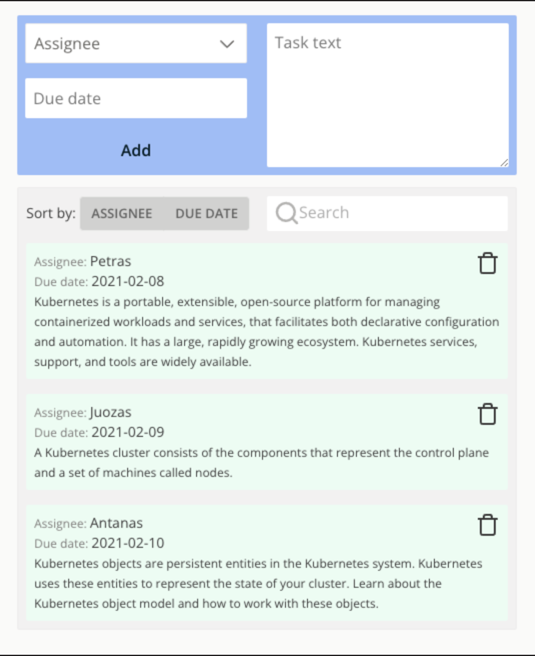 Assignee
Task text
Due date
Add
Sort by: ASSIGNEE DUE DATE Search
Assignee: Petras
Due date: 2021-02-08
Kubernetes is a portable, extensible, open-source platform for managing
containerized workloads and services, that facilitates both declarative configuration
and automation. It has a large, rapidly growing ecosystem. Kubernetes services,
support, and tools are widely available.
Assignee: Juozas
Due date: 2021-02-09
A Kubernetes cluster consists of the components that represent the control plane
and a set of machines called nodes.
Assignee: Antanas
Due date: 2021-02-10
Kubernetes objects are persistent entities in the Kubernetes system. Kubernetes
uses these entities to represent the state of your cluster. Learn about the
Kubernetes object model and how to work with these objects.